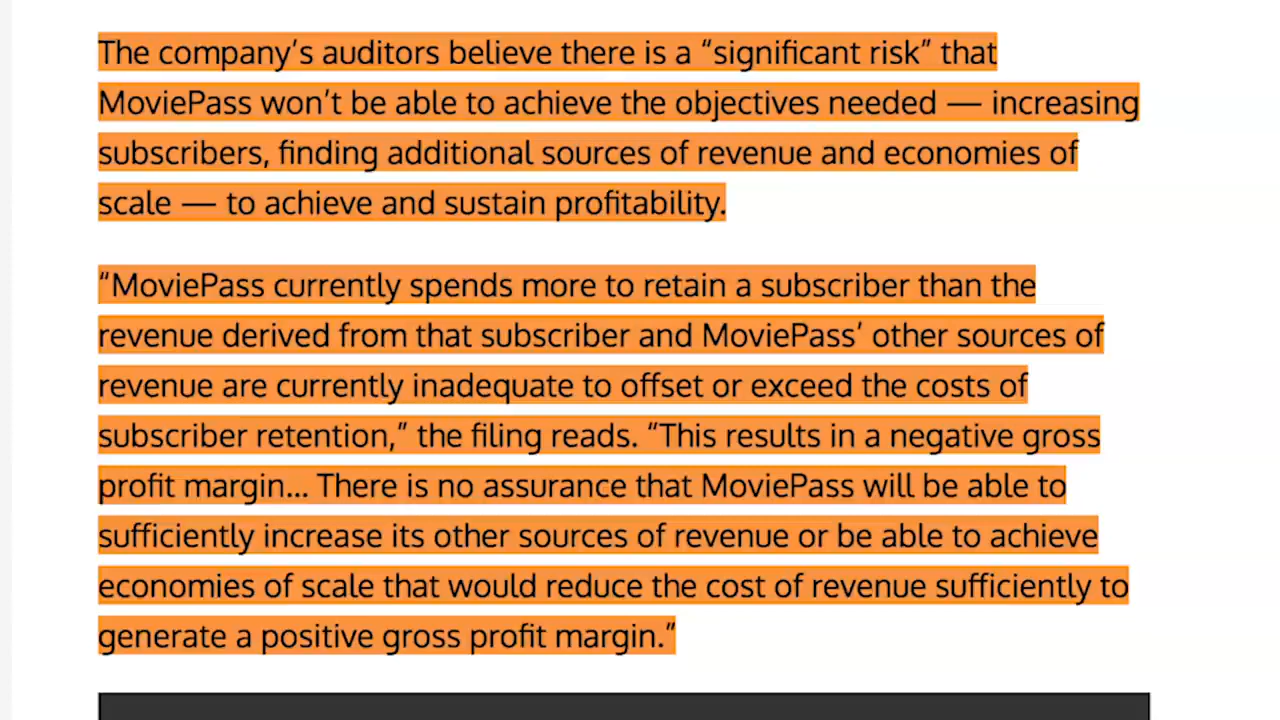 The company’s auditors believe there is a “significant risk” that
MoviePass won’t be able to achieve the objectives needed — increasing
subscribers, finding additional sources of revenue and economies of
scale — to achieve and sustain profitability.
“MoviePass currently spends more to retain a subscriber than the
revenue derived from that subscriber and MoviePass’ other sources of
revenue are currently inadequate to offset or exceed the costs of
subscriber retention,” the filing reads. “This results in a negative gross
profit margin... There is no assurance that MoviePass will be able to
sufficiently increase its other sources of revenue or be able to achieve
economies of scale that would reduce the cost of revenue sufficiently to
generate a positive gross profit margin.”